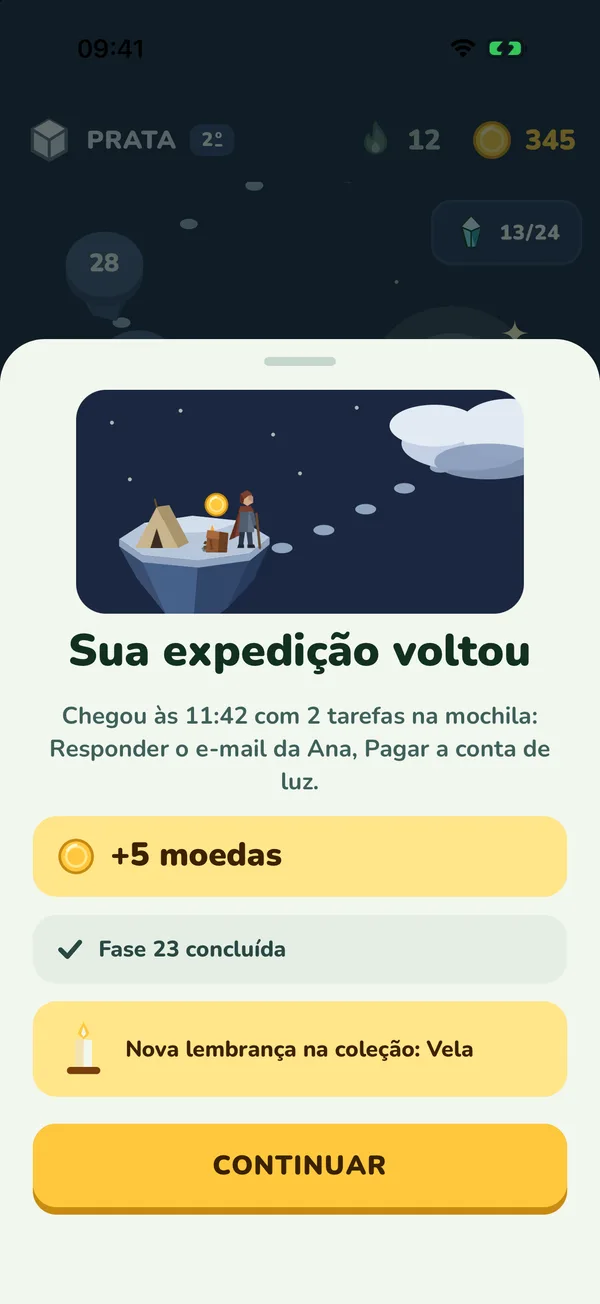 09:41
PRATA 2º 12 345
13/24
28
Sua expedição voltou
Chegou às 11:42 com 2 tarefas na mochila:
Responder o e-mail da Ana, Pagar a conta de
luz.
+5 moedas
Fase 23 concluída
Nova lembrança na coleção: Vela
CONTINUAR